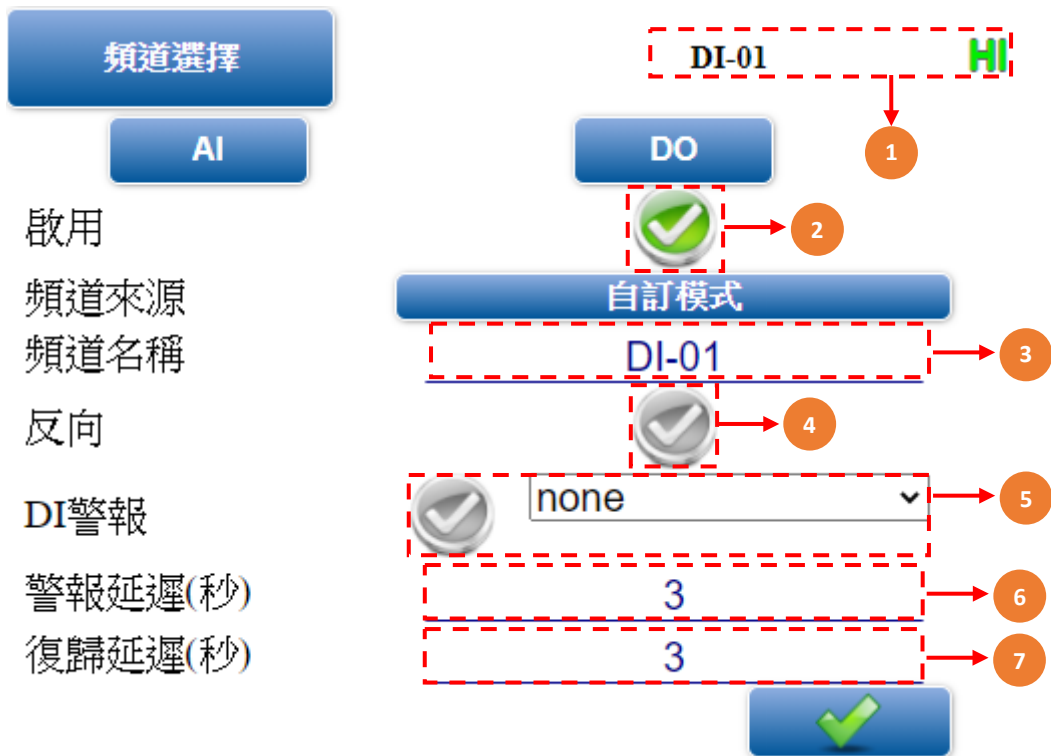 頻道選擇
DI-01 HI
1
AI
DO
啟用
2
頻道來源
自訂模式
頻道名稱
DI-01
3
反向
4
DI警報
none
5
警報延遲(秒)
3
6
復歸延遲(秒)
3
7